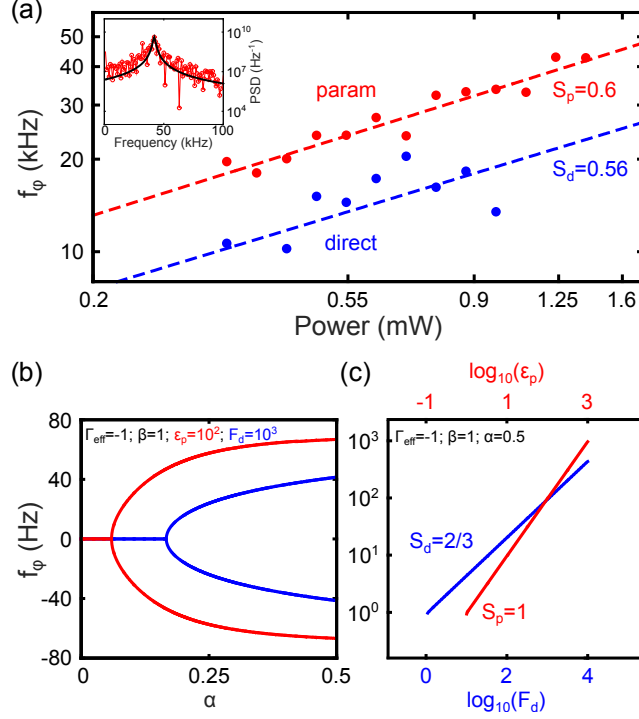 (a)
50
40
30
20
10
f_φ (kHz)
param
direct
S_p=0.6
S_d=0.56
0.2
0.55
0.9
1.25
1.6
Power (mW)
10^10
10^7
10^4
PSD (Hz^-1)
0
50
100
Frequency (kHz)
(b)
80
40
0
-40
-80
f_φ (Hz)
Γ_eff=-1; β=1; ε_p=10^2; F_d=10^3
0
0.25
0.5
α
(c)
log_10(ε_p)
-1
1
3
Γ_eff=-1; β=1; α=0.5
10^3
10^2
10^1
10^0
S_d=2/3
S_p=1
0
2
4
log_10(F_d)